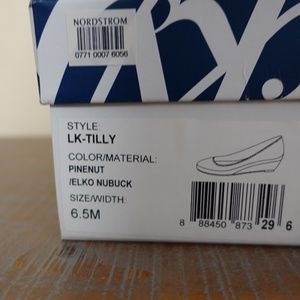 NORDSTROM
0771 0007 6056
STYLE:
LK-TILLY
COLOR/MATERIAL:
PINENUT
/ELKO NUBUCK
SIZE/WIDTH:
6.5M
8 88450 873 29 6